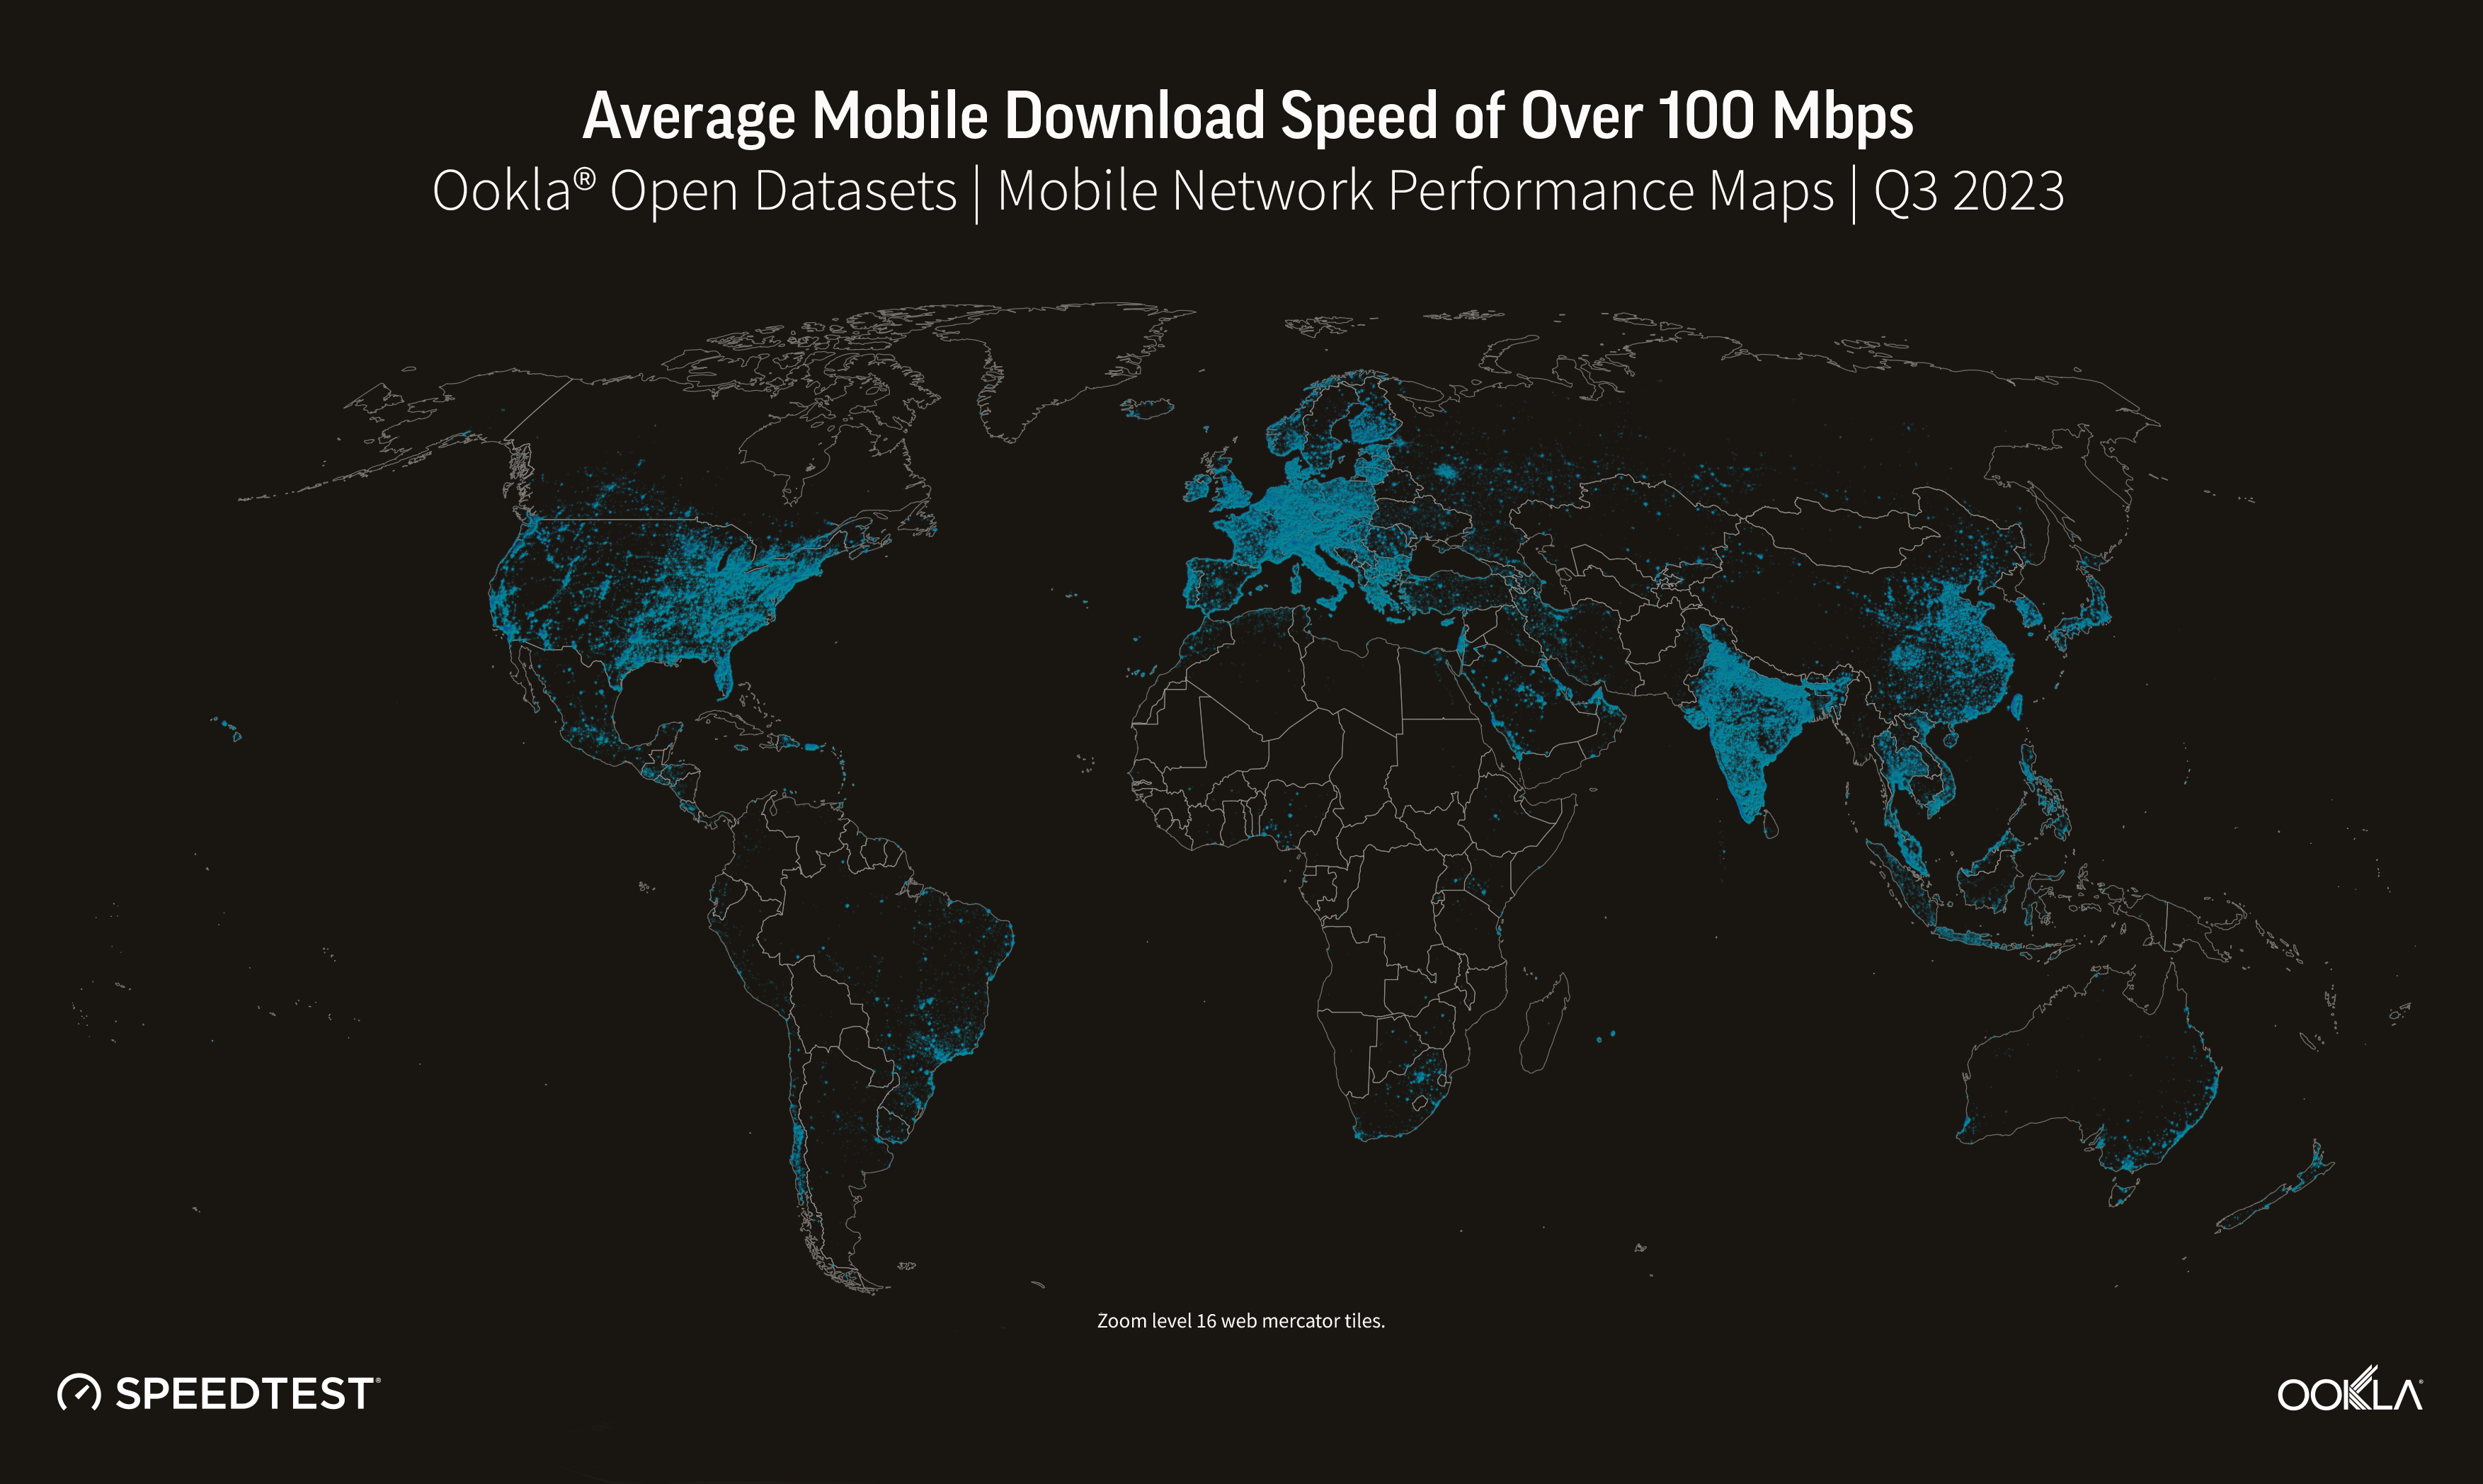 Average Mobile Download Speed of Over 100 Mbps
Ookla® Open Datasets | Mobile Network Performance Maps | Q3 2023
Zoom level 16 web mercator tiles.
SPEEDTEST®
OOKLA®